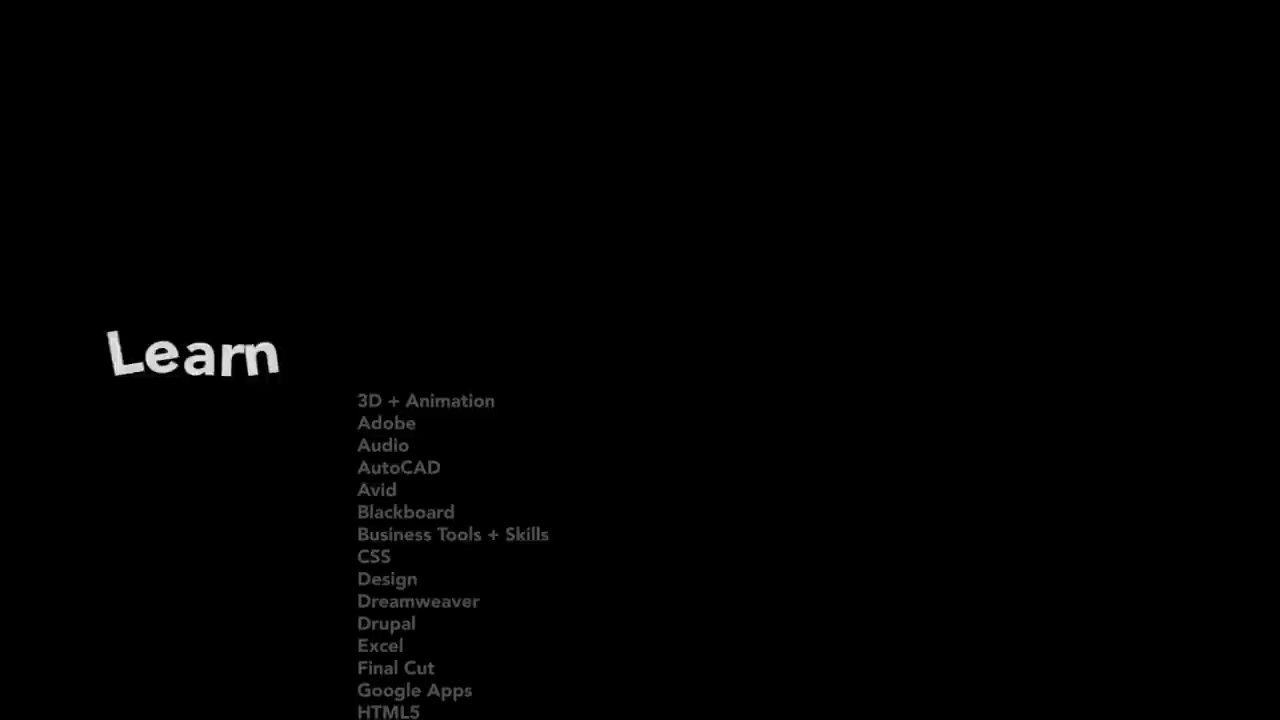 Learn
3D + Animation
Adobe
Audio
AutoCAD
Avid
Blackboard
Business Tools + Skills
CSS
Design
Dreamweaver
Drupal
Excel
Final Cut
Google Apps
HTML5